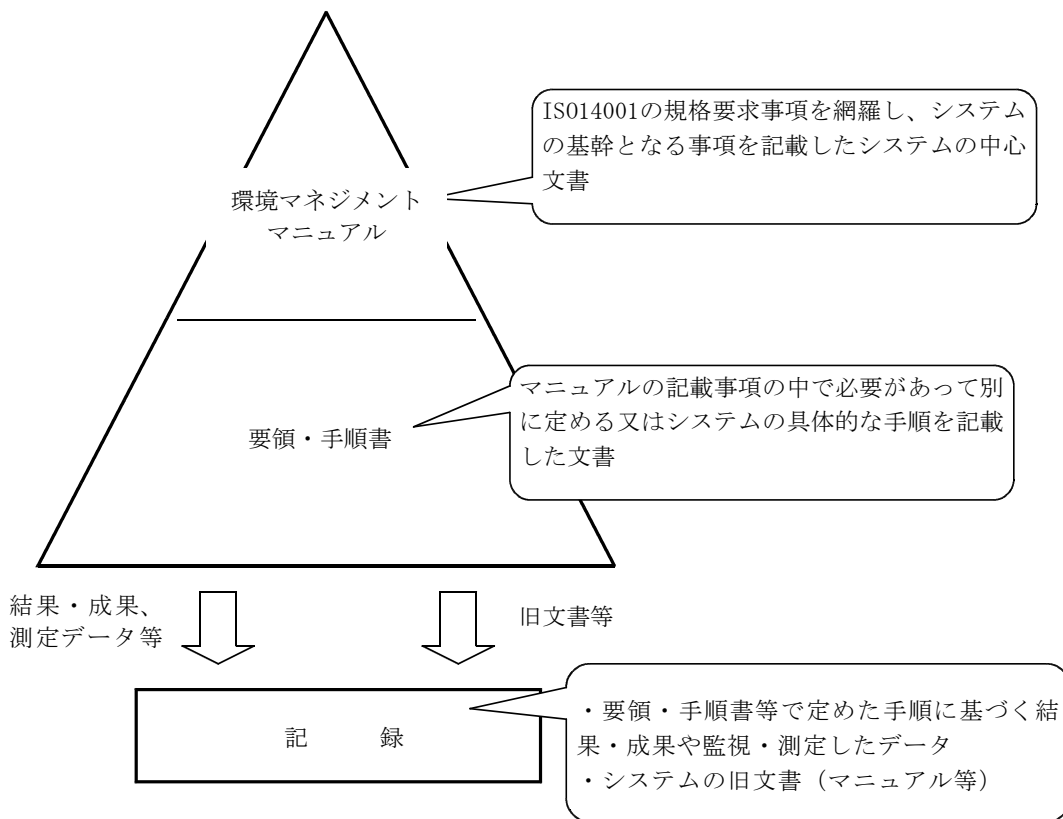 ISO14001の規格要求事項を網羅し、システム
の基幹となる事項を記載したシステムの中心
文書
環境マネジメント
マニュアル
マニュアルの記載事項の中で必要があって別
に定める又はシステムの具体的な手順を記載
した文書
要領・手順書
結果・成果、
測定データ等
旧文書等
・要領・手順書等で定めた手順に基づく結
果・成果や監視・測定したデータ
・システムの旧文書（マニュアル等）
記　　録